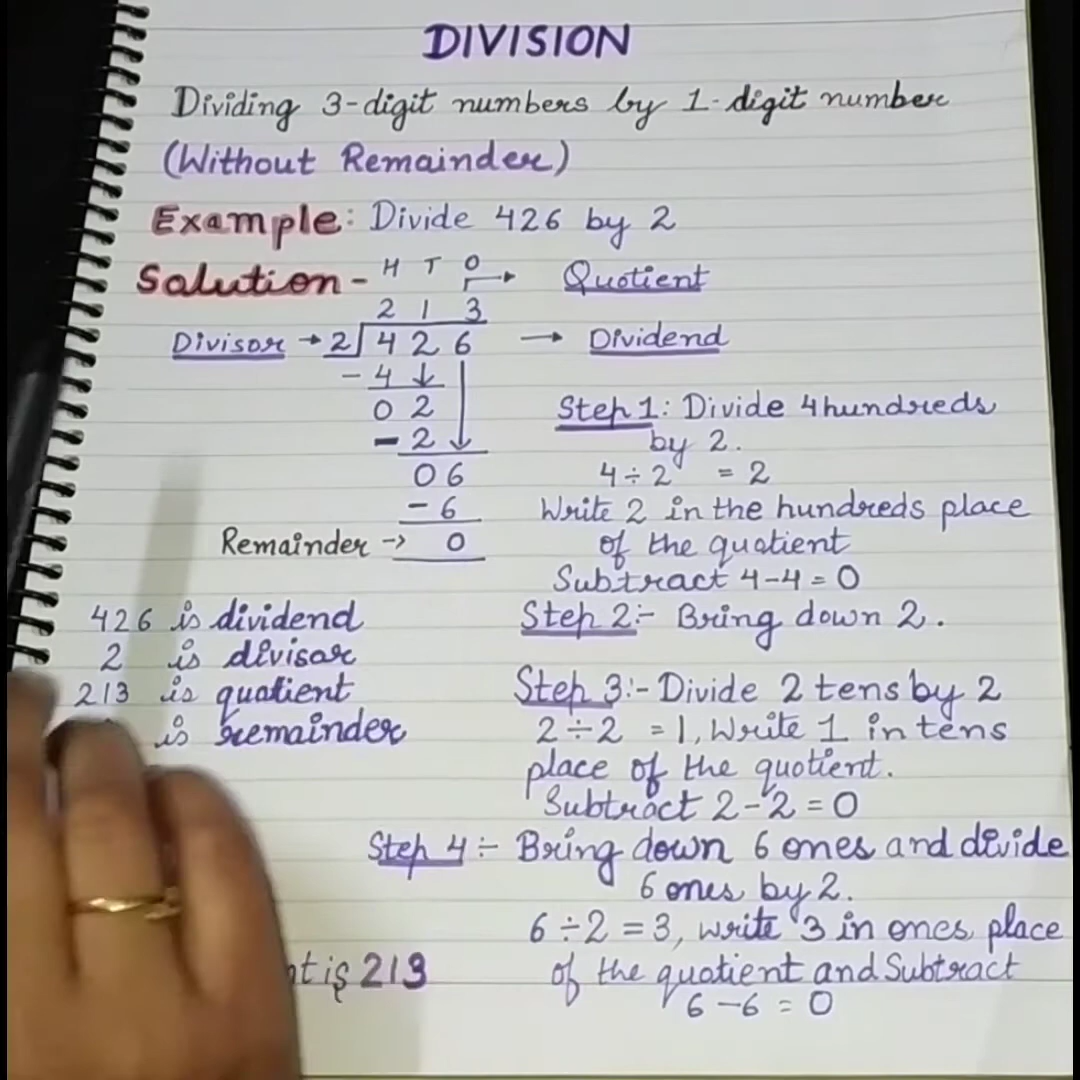 DIVISION
Dividing 3-digit numbers by 1-digit number
(Without Remainder)
Example: Divide 426 by 2
Solution - H T O → Quotient
2 1 3
Divisor → 2 426 → Dividend
- 4 ↓
0 2
- 2 ↓
0 6
- 6
Remainder → 0
426 is dividend
2 is divisor
213 is quotient
is remainder
is 213
Step 1: Divide 4 hundreds
by 2.
4 ÷ 2 = 2
Write 2 in the hundreds place
of the quotient
Subtract 4-4 = 0
Step 2:- Bring down 2.
Step 3:- Divide 2 tens by 2
2 ÷ 2 = 1, Write 1 in tens
place of the quotient.
Subtract 2 - 2 = 0
Step 4:- Bring down 6 ones and divide
6 ones by 2.
6 ÷ 2 = 3, write 3 in ones place
of the quotient and Subtract
6 - 6 = 0